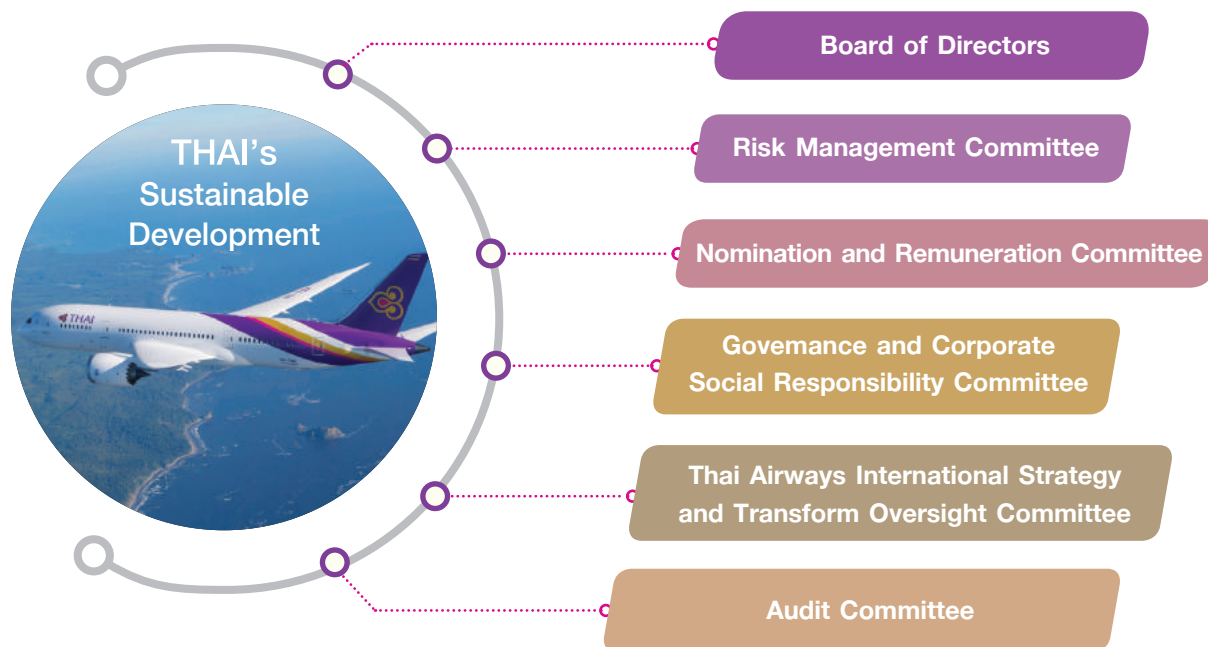 THAI's
Sustainable
Development
THAI
Board of Directors
Risk Management Committee
Nomination and Remuneration Committee
Govemance and Corporate
Social Responsibility Committee
Thai Airways International Strategy
and Transform Oversight Committee
Audit Committee